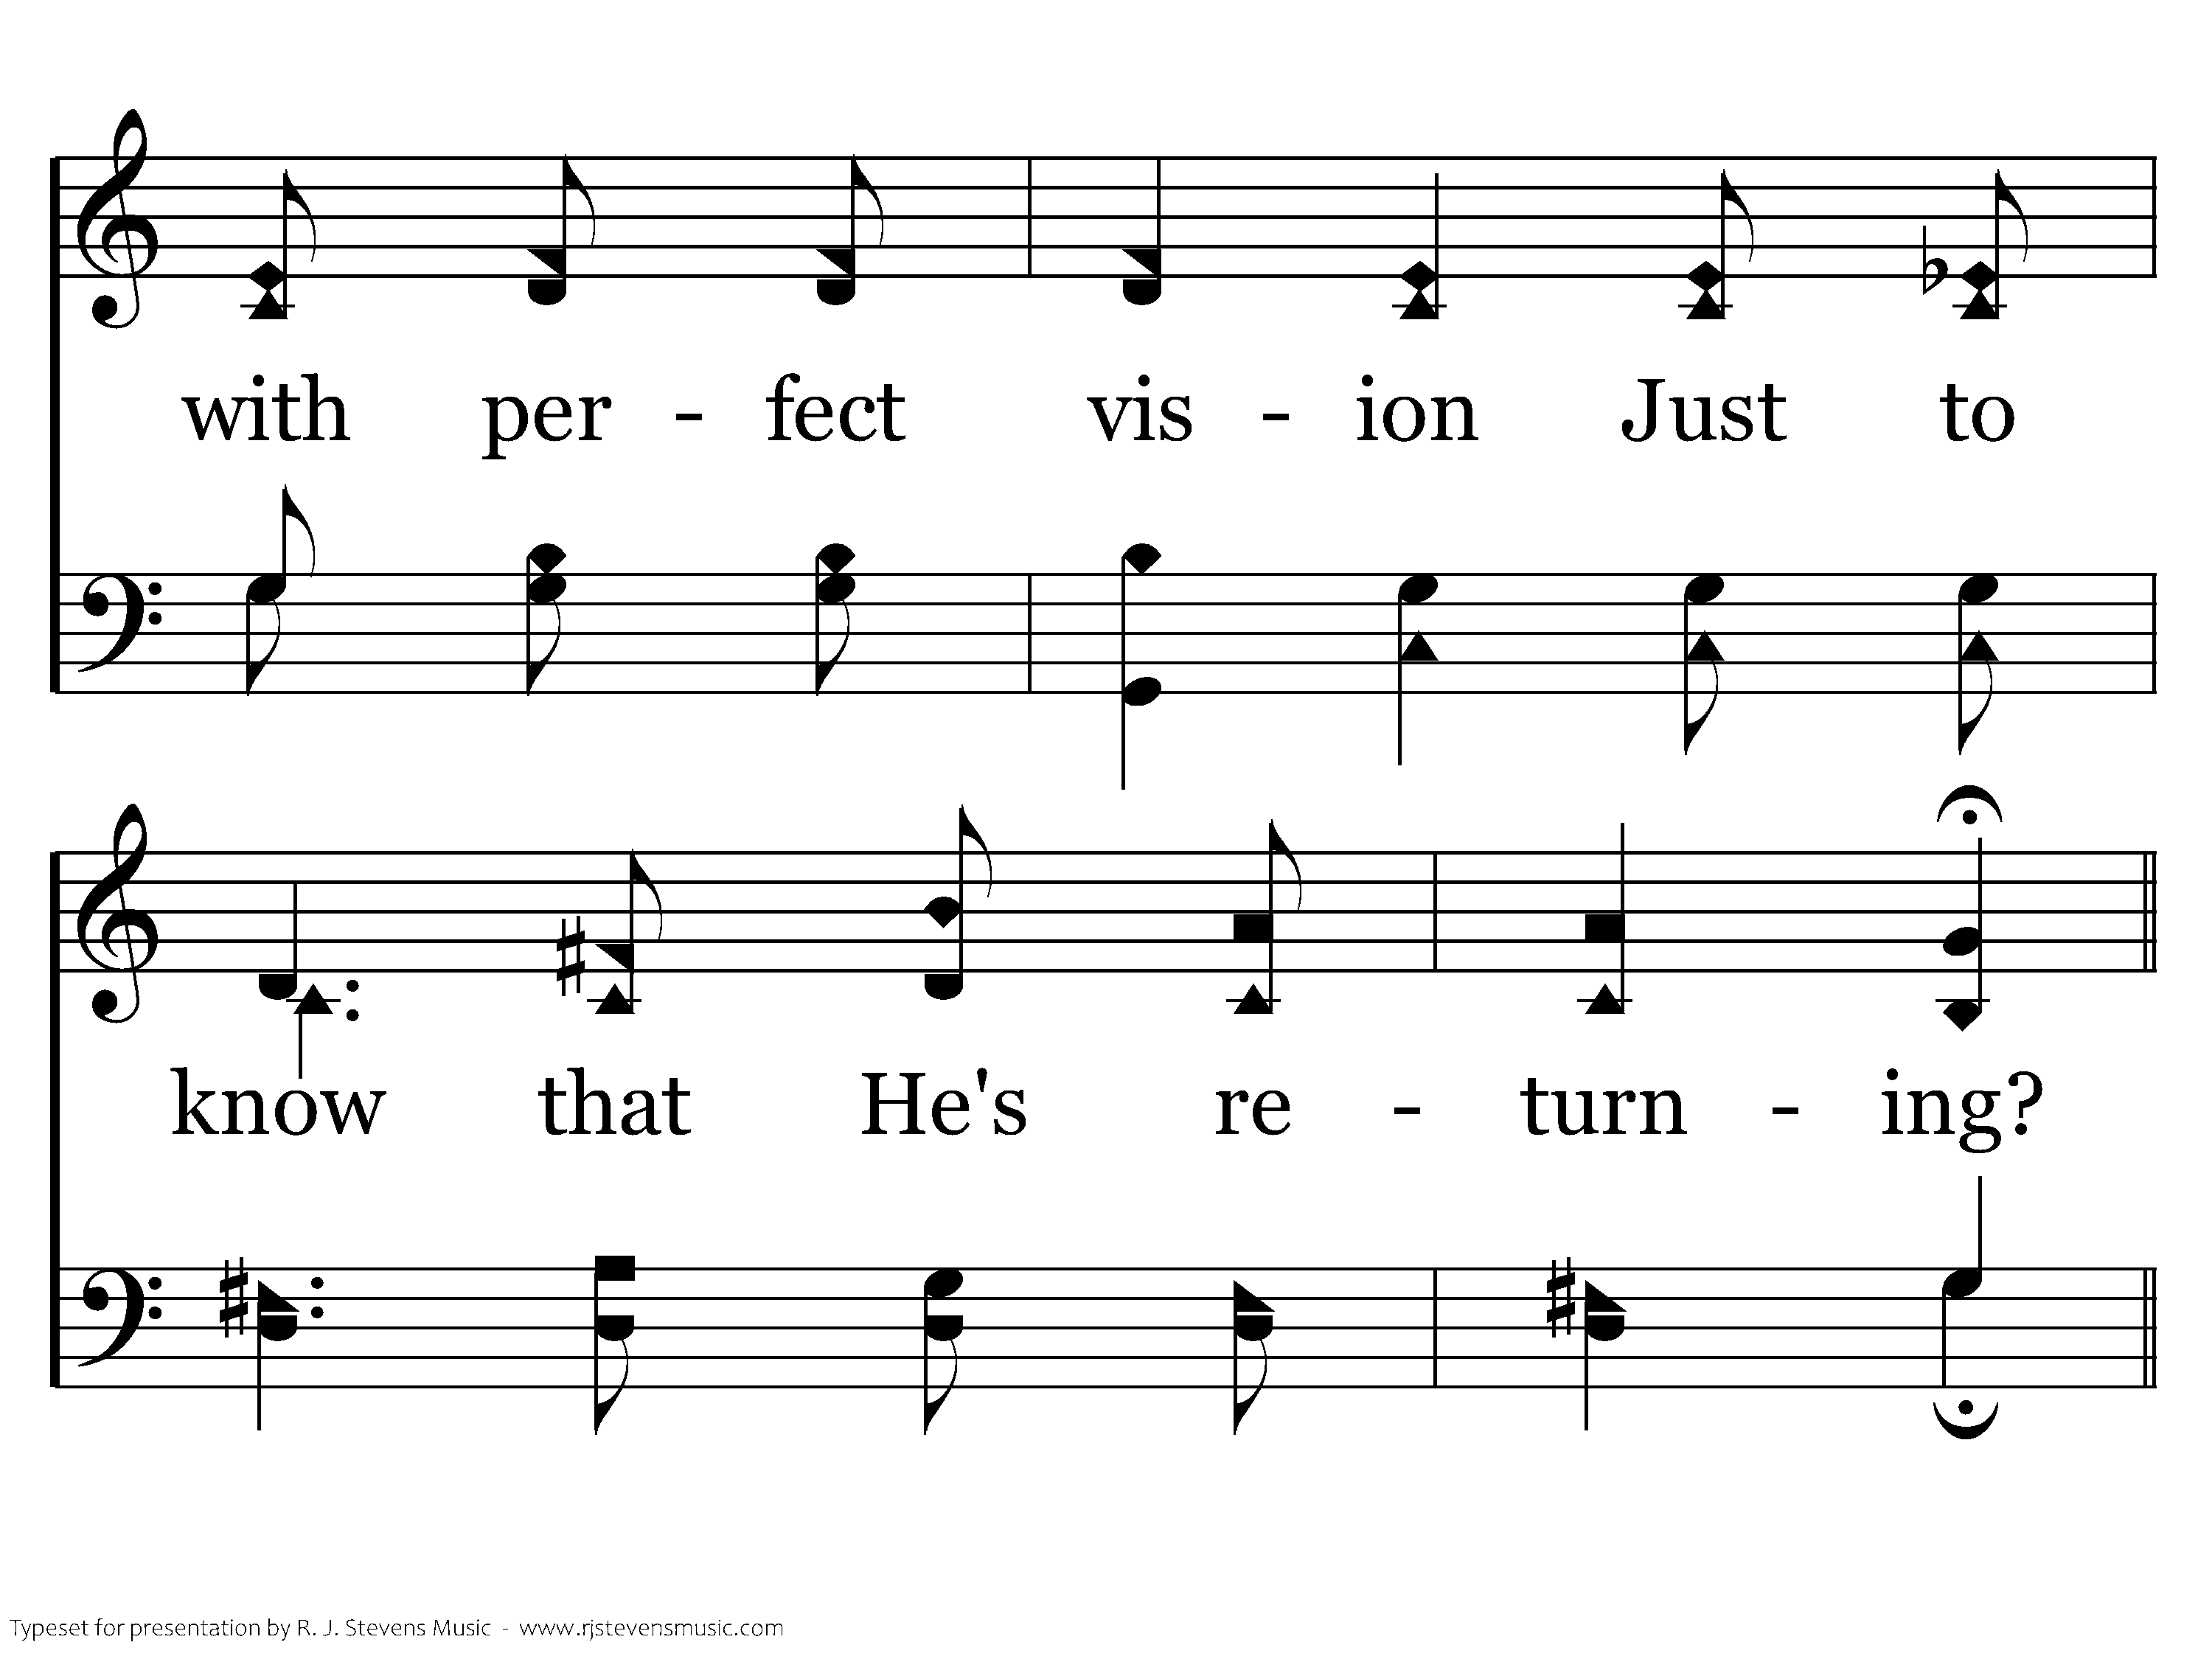 with per - fect vis - ion Just to
know that He's re - turn - ing?
Typeset for presentation by R. J. Stevens Music - www.rjstevensmusic.com